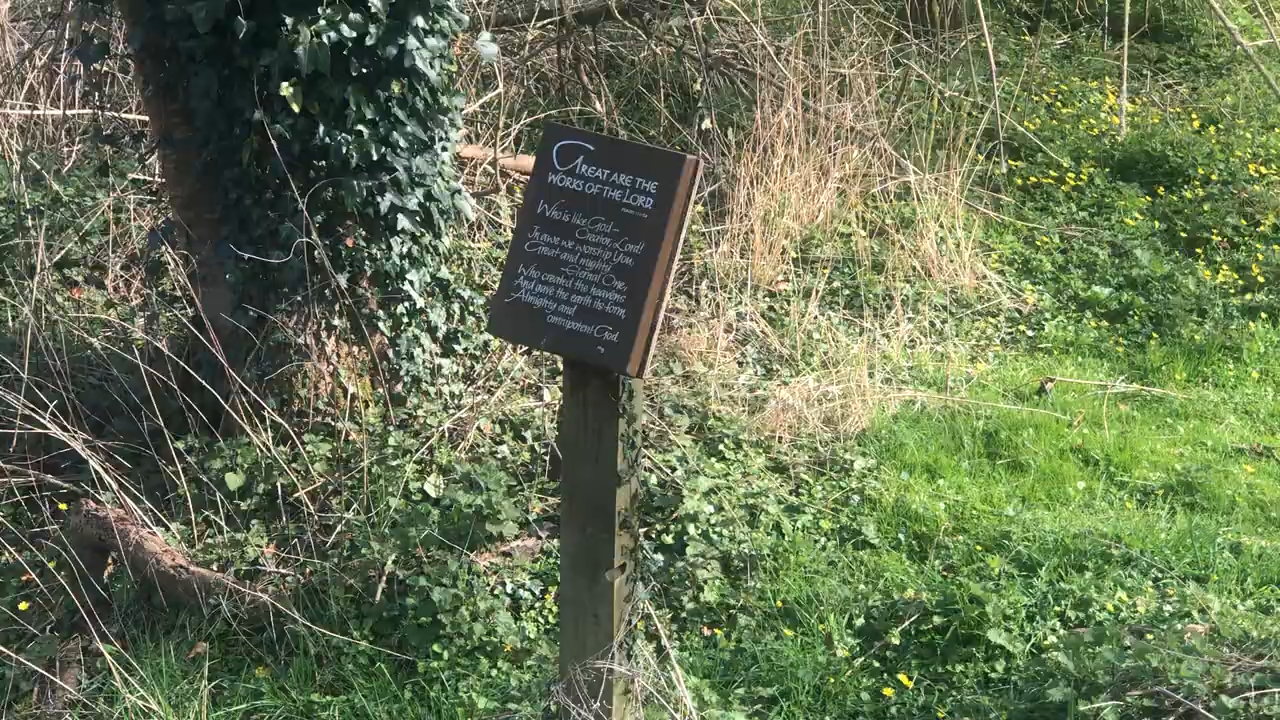 GREAT ARE THE
WORKS OF THE LORD.
Who is like God –
Creator, Lord!
In awe we worship You,
Great and mighty
Eternal One,
Who created the heavens
And gave the earth its form,
Almighty and
omnipotent God.